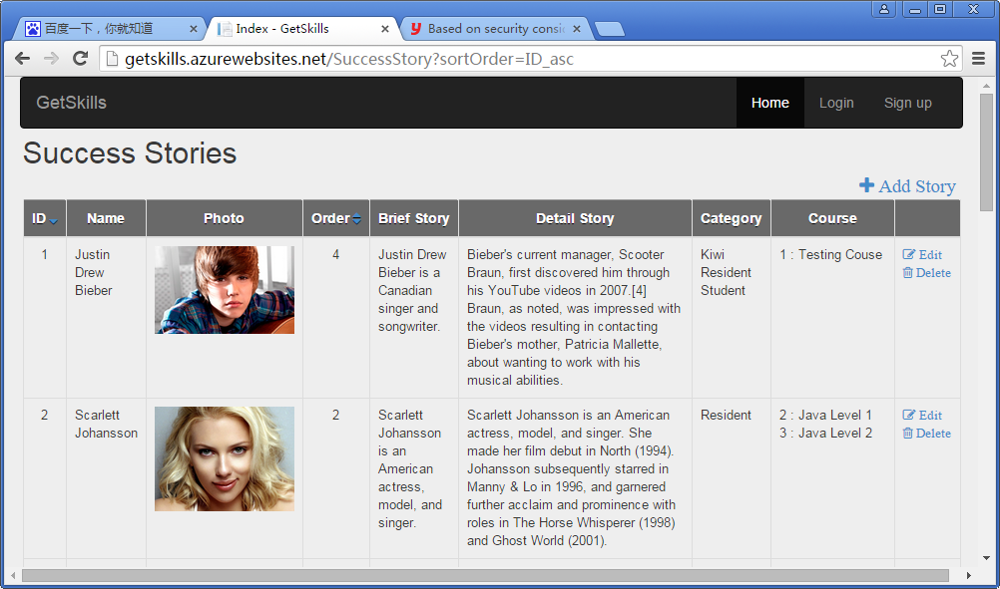 百度一下，你就知道
Index - GetSkills
Based on security consi
getskills.azurewebsites.net/SuccessStory?sortOrder=ID_asc
GetSkills
Home
Login
Sign up
Success Stories
Add Story
ID
Name
Photo
Order
Brief Story
Detail Story
Category
Course
1
Justin
Drew
Bieber
4
Justin Drew
Bieber is a
Canadian
singer and
songwriter.
Bieber's current manager, Scooter
Braun, first discovered him through
his YouTube videos in 2007.[4]
Braun, as noted, was impressed with
the videos resulting in contacting
Bieber's mother, Patricia Mallette,
about wanting to work with his
musical abilities.
Kiwi
Resident
Student
1 : Testing Couse
Edit
Delete
2
Scarlett
Johansson
2
Scarlett
Johansson
is an
American
actress,
model, and
singer.
Scarlett Johansson is an American
actress, model, and singer. She
made her film debut in North (1994).
Johansson subsequently starred in
Manny & Lo in 1996, and garnered
further acclaim and prominence with
roles in The Horse Whisperer (1998)
and Ghost World (2001).
Resident
2 : Java Level 1
3 : Java Level 2
Edit
Delete